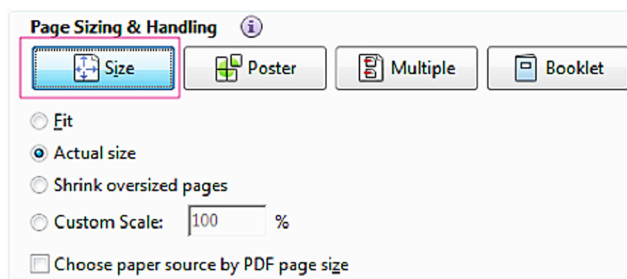 Page Sizing & Handling i
Size Poster Multiple Booklet
Fit
Actual size
Shrink oversized pages
Custom Scale: 100 %
Choose paper source by PDF page size